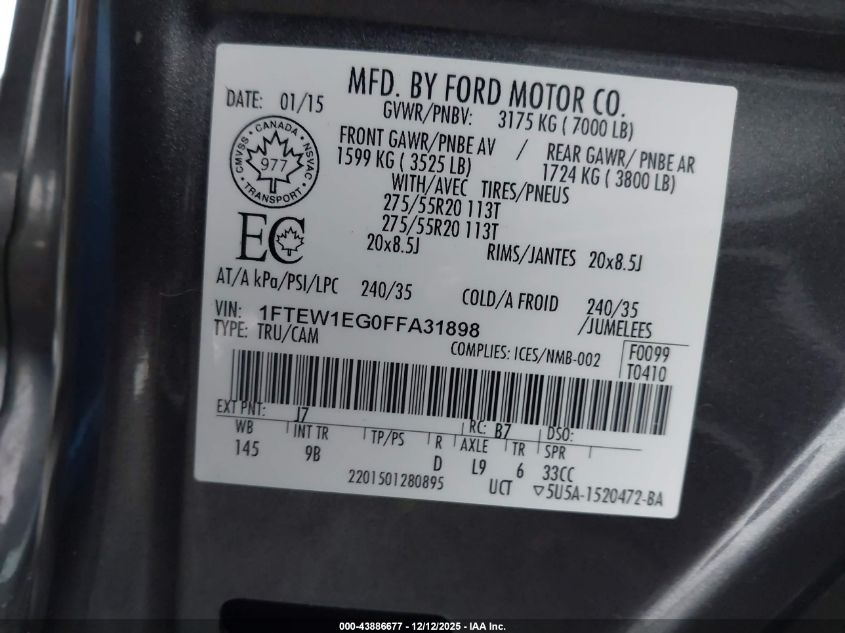 MFD. BY FORD MOTOR CO.
DATE: 01/15
GVWR/PNBV: 3175 KG ( 7000 LB)
FRONT GAWR/PNBE AV / REAR GAWR/ PNBE AR
1599 KG ( 3525 LB) 1724 KG ( 3800 LB)
WITH/AVEC TIRES/PNEUS
275/55R20 113T
275/55R20 113T
20x8.5J RIMS/JANTES 20x8.5J
CANADA
CMVSS
NSVAC
977
TRANSPORT
EC
AT/A kPa/PSI/LPC 240/35 COLD/A FROID 240/35
VIN: 1FTEW1EG0FFA31898 /JUMELEES
TYPE: TRU/CAM
COMPLIES: ICES/NMB-002
F0099
T0410
EXT PNT: J7 RC: B7 DSO:
WB INT TR TP/PS R AXLE TR SPR
145 9B D L9 6 33CC
2201501280895 UCT ▽5U5A-1520472-BA
000-43886677 - 12/12/2025 - IAA Inc.